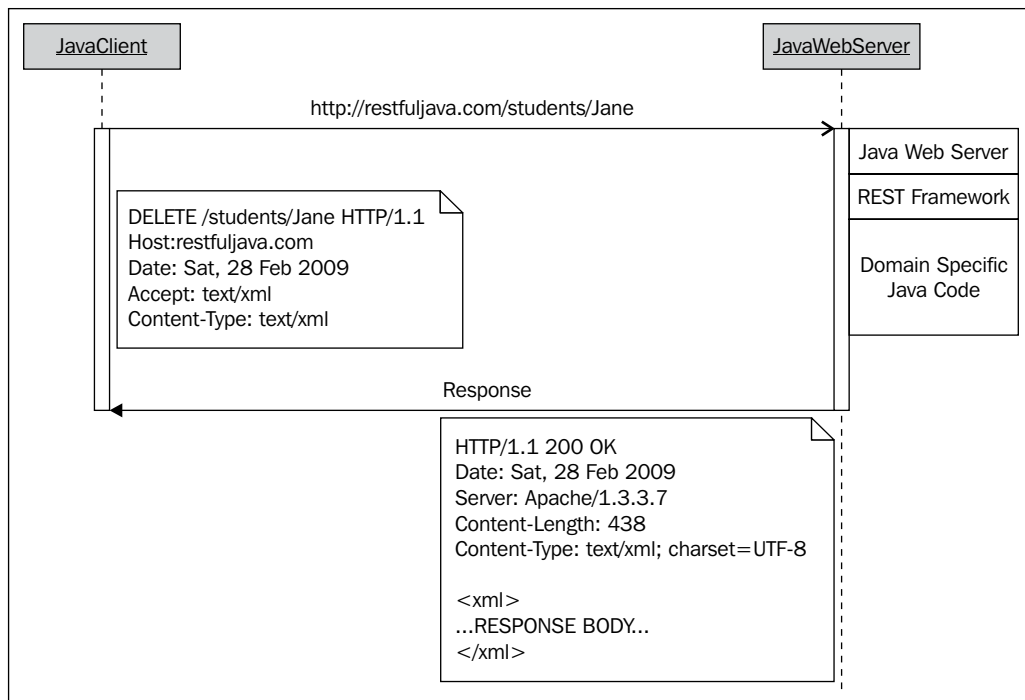 JavaClient
JavaWebServer
http://restfuljava.com/students/Jane
Java Web Server
REST Framework
Domain Specific
Java Code
DELETE /students/Jane HTTP/1.1
Host:restfuljava.com
Date: Sat, 28 Feb 2009
Accept: text/xml
Content-Type: text/xml
Response
HTTP/1.1 200 OK
Date: Sat, 28 Feb 2009
Server: Apache/1.3.3.7
Content-Length: 438
Content-Type: text/xml; charset=UTF-8
<xml>
...RESPONSE BODY...
</xml>